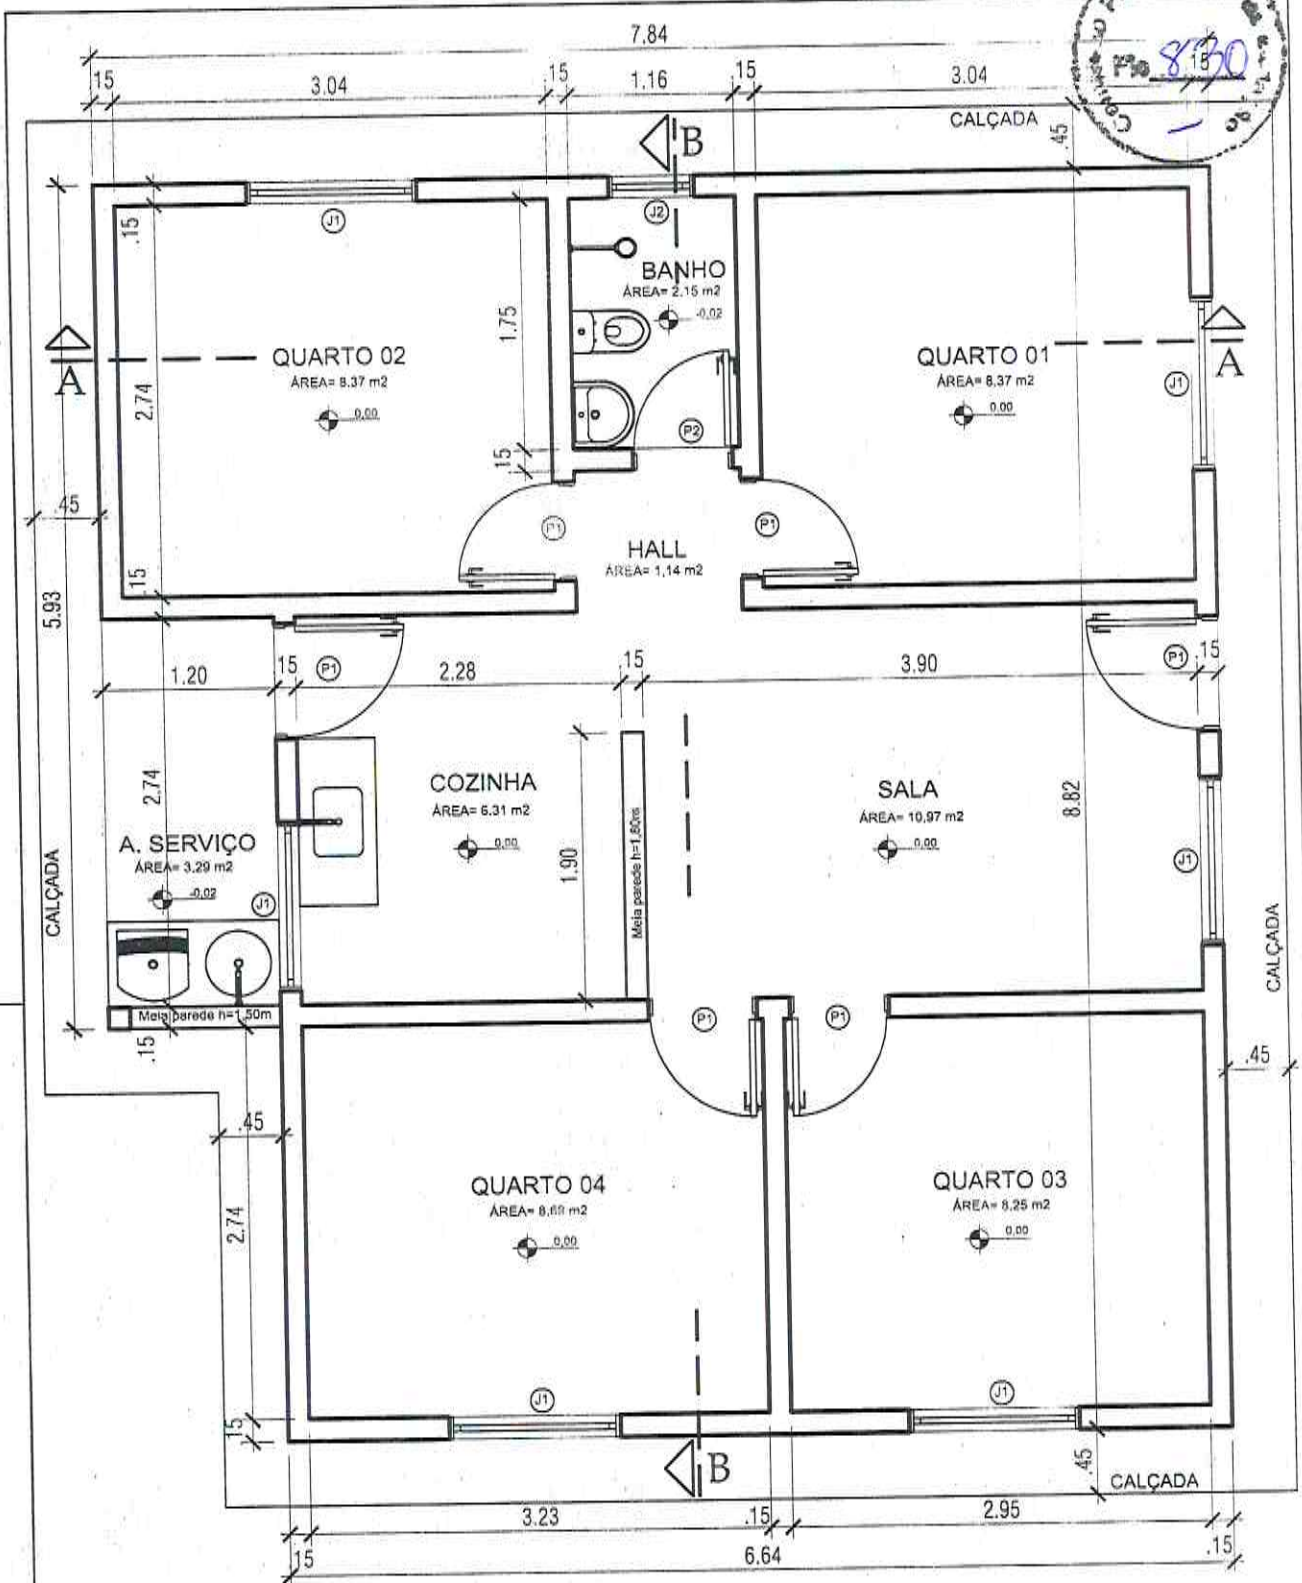 7.84
.15
3.04
.15
1.16
.15
3.04
.15
830
CALÇADA
.45
B
J1
J2
.15
BANHO
ÁREA= 2.15 m2
-0,02
1.75
A
QUARTO 02
ÁREA= 8.37 m2
0,00
2.74
QUARTO 01
ÁREA= 8,37 m2
0.00
J1
A
P2
.15
.45
P1
P1
HALL
ÁREA= 1,14 m2
.15
5.93
1.20
.15
P1
2.28
.15
3.90
P1
.15
COZINHA
ÁREA= 6.31 m2
0,00
SALA
ÁREA= 10,97 m2
0.00
8.82
2.74
A. SERVIÇO
ÁREA= 3.29 m2
-0,02
J1
1.90
Meia parede h=1,80m
J1
CALÇADA
CALÇADA
Meia parede h=1,50m
.15
P1
P1
.45
.45
QUARTO 04
0,00
QUARTO 03
ÁREA= 8,25 m2
0,00
2.74
J1
J1
.15
B
.45
CALÇADA
3.23
.15
2.95
.15
6.64
.15